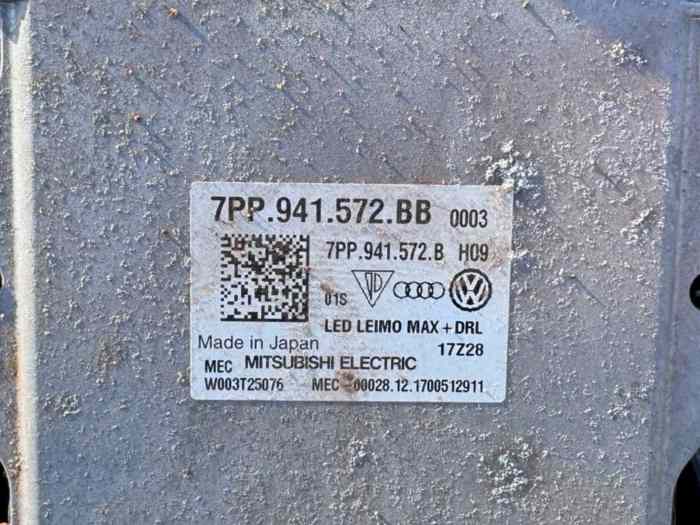 7PP.941.572.BB 0003
7PP.941.572.B H09
01S
LED LEIMO MAX + DRL
Made in Japan 17Z28
MEC MITSUBISHI ELECTRIC
W003T25076 MEC 00028.12.1700512911